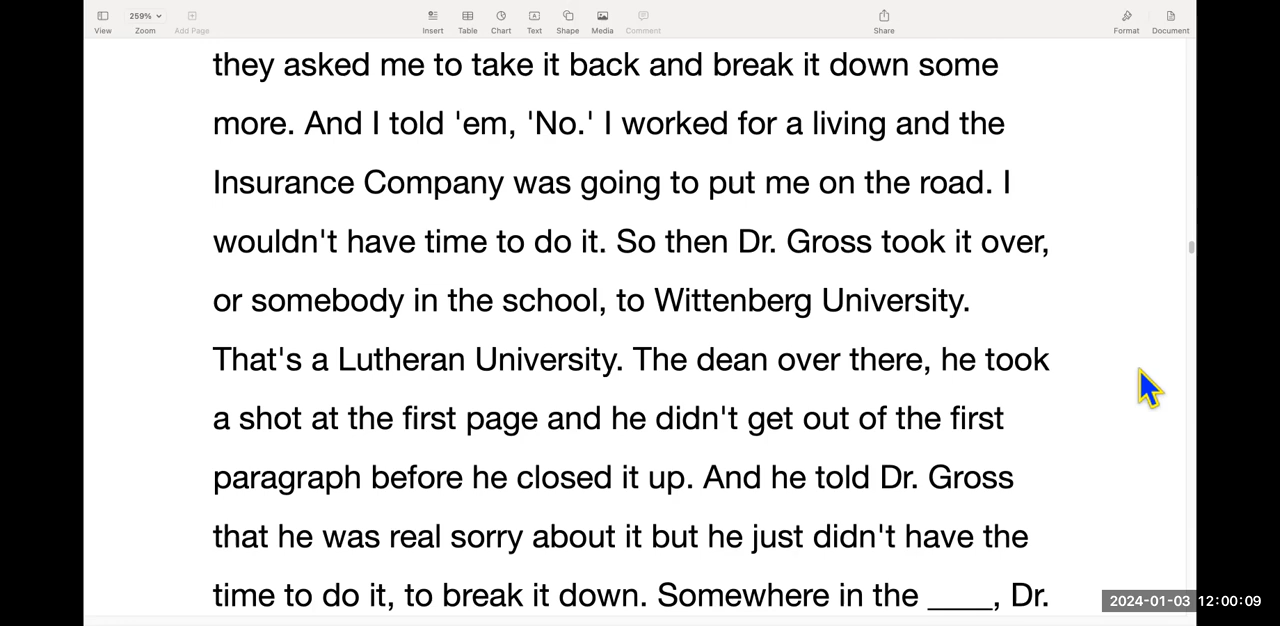 259%
View
Zoom
Add Page
Insert
Table
Chart
Text
Shape
Media
Comment
Share
Format
Document
they asked me to take it back and break it down some
more. And I told 'em, 'No.' I worked for a living and the
Insurance Company was going to put me on the road. I
wouldn't have time to do it. So then Dr. Gross took it over,
or somebody in the school, to Wittenberg University.
That's a Lutheran University. The dean over there, he took
a shot at the first page and he didn't get out of the first
paragraph before he closed it up. And he told Dr. Gross
that he was real sorry about it but he just didn't have the
time to do it, to break it down. Somewhere in the ____, Dr.
2024-01-03 12:00:09